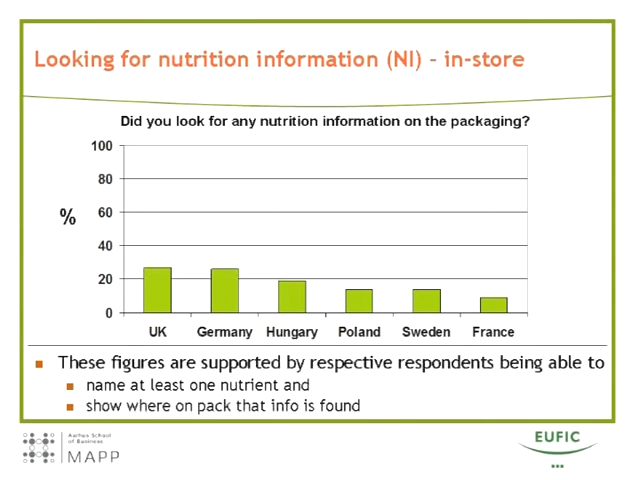 Looking for nutrition information (NI) - in-store
Did you look for any nutrition information on the packaging?
100
80
60
40
20
0
%
UK Germany Hungary Poland Sweden France
These figures are supported by respective respondents being able to
name at least one nutrient and
show where on pack that info is found
Aarhus School
of Business
MAPP
EUFIC